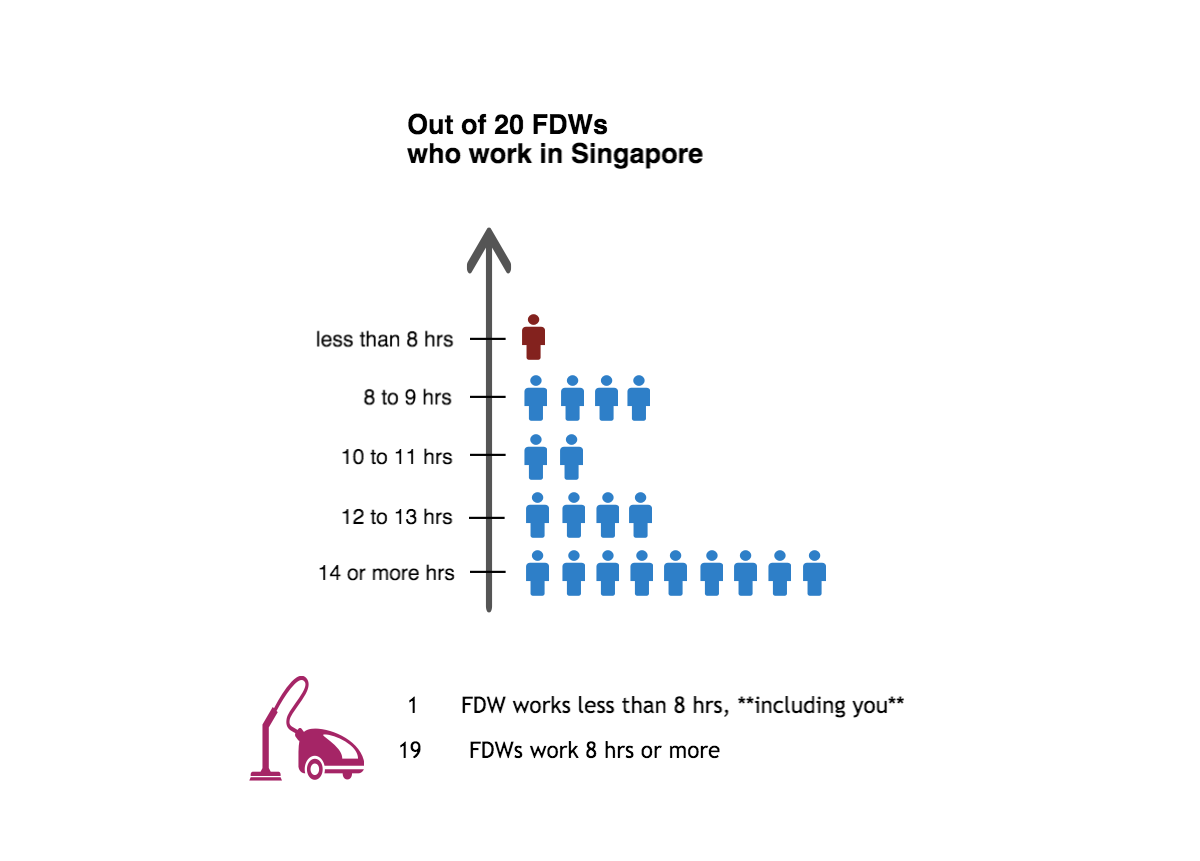 Out of 20 FDWs
who work in Singapore
less than 8 hrs
8 to 9 hrs
10 to 11 hrs
12 to 13 hrs
14 or more hrs
1 FDW works less than 8 hrs, **including you**
19 FDWs work 8 hrs or more